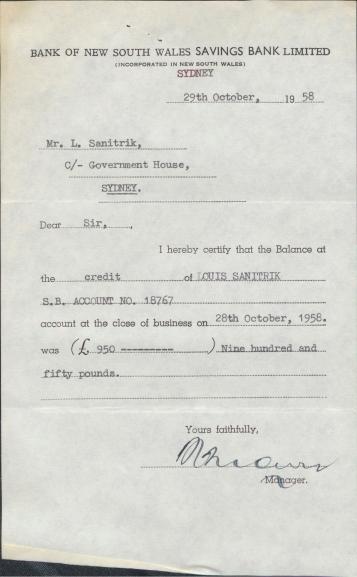 BANK OF NEW SOUTH WALES SAVINGS BANK LIMITED
(INCORPORATED IN NEW SOUTH WALES)
SYDNEY
29th October, 1958
Mr. L. Sanitrik,
C/- Government House,
SYDNEY.
Dear Sir,
I hereby certify that the Balance at
the credit of LOUIS SANITRIK
S.B. ACCOUNT NO. 18767
account at the close of business on 28th October, 1958.
was (£ 950 ----------) Nine hundred and
fifty pounds.
Yours faithfully,
Manager.